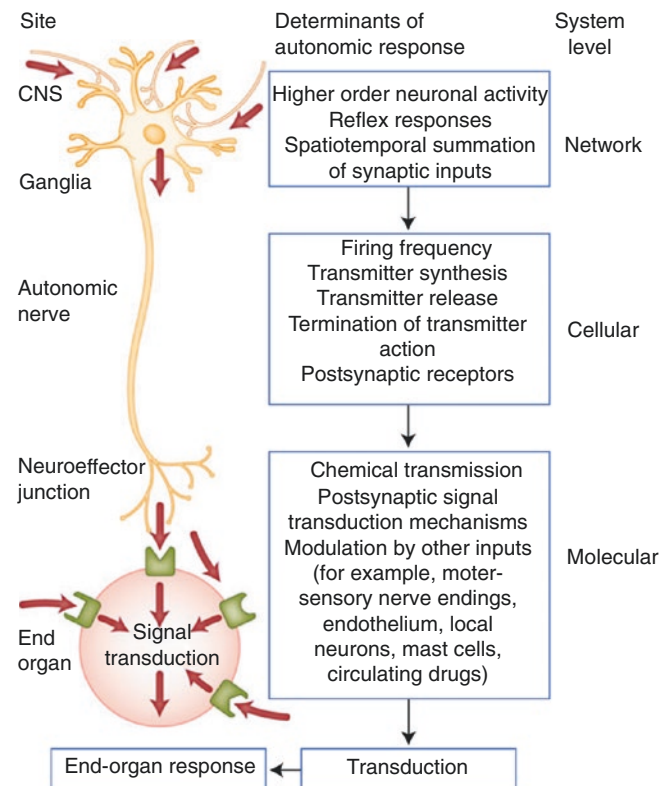 Site
Determinants of
autonomic response
System
level
CNS
Ganglia
Autonomic
nerve
Neuroeffector
junction
End
organ
Signal
transduction
Higher order neuronal activity
Reflex responses
Spatiotemporal summation
of synaptic inputs
Network
Firing frequency
Transmitter synthesis
Transmitter release
Termination of transmitter
action
Postsynaptic receptors
Cellular
Chemical transmission
Postsynaptic signal
transduction mechanisms
Modulation by other inputs
(for example, moter-
sensory nerve endings,
endothelium, local
neurons, mast cells,
circulating drugs)
Molecular
End-organ response
Transduction